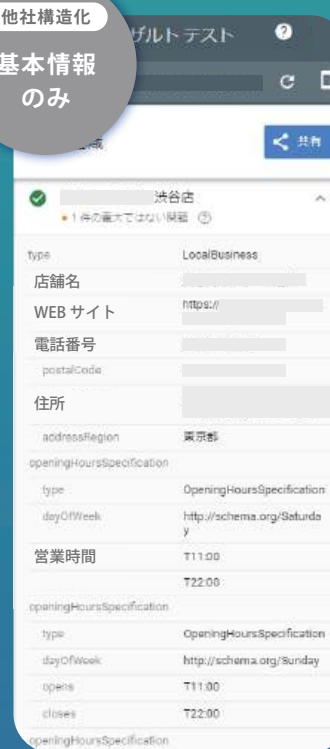 他社構造化
基本情報
のみ
ザルト テスト
共有
渋谷店
1 件の重大ではない問題
type LocalBusiness
店舗名
WEB サイト https://
電話番号
postalCode
住所
addressRegion 東京都
openingHoursSpecification
type OpeningHoursSpecification
dayOfWeek http://schema.org/Saturda
y
営業時間 T11:00
T22:00
openingHoursSpecification
type OpeningHoursSpecification
dayOfWeek http://schema.org/Sunday
opens T11:00
closes T22:00
openingHoursSpecification